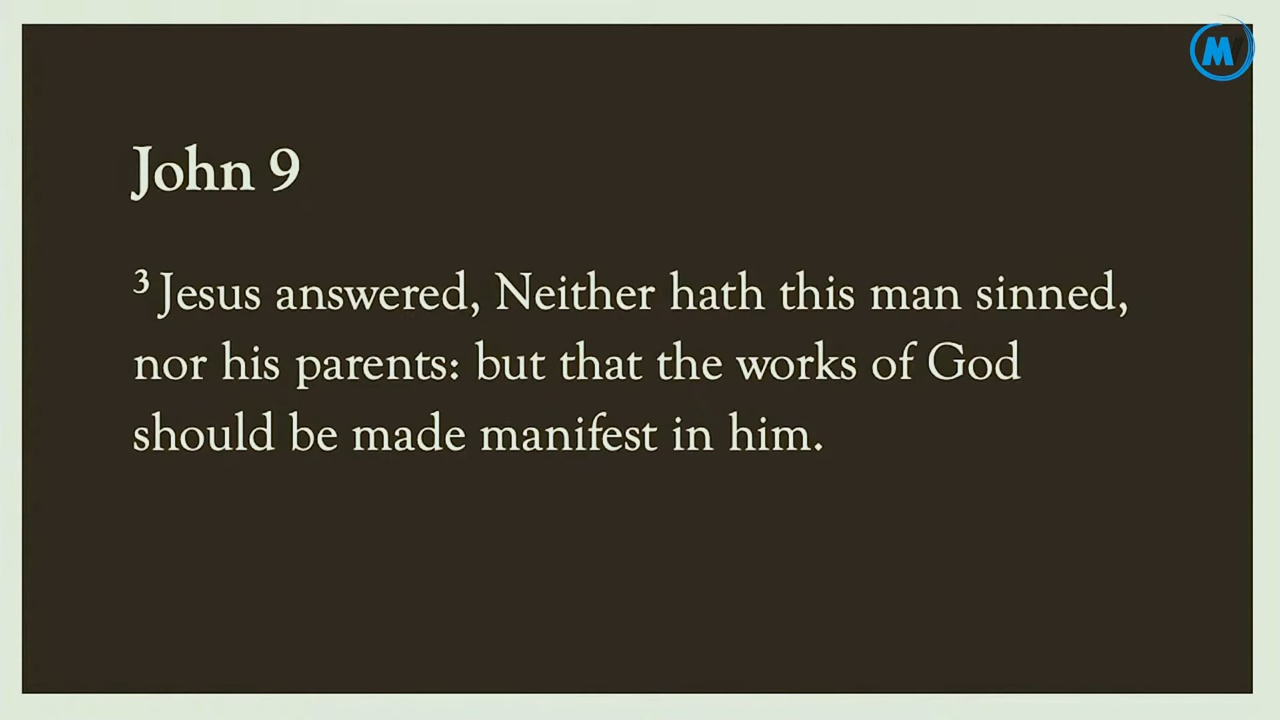 M
John 9
3 Jesus answered, Neither hath this man sinned,
nor his parents: but that the works of God
should be made manifest in him.